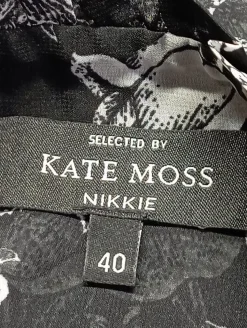 SELECTED BY
KATE MOSS
NIKKIE
40